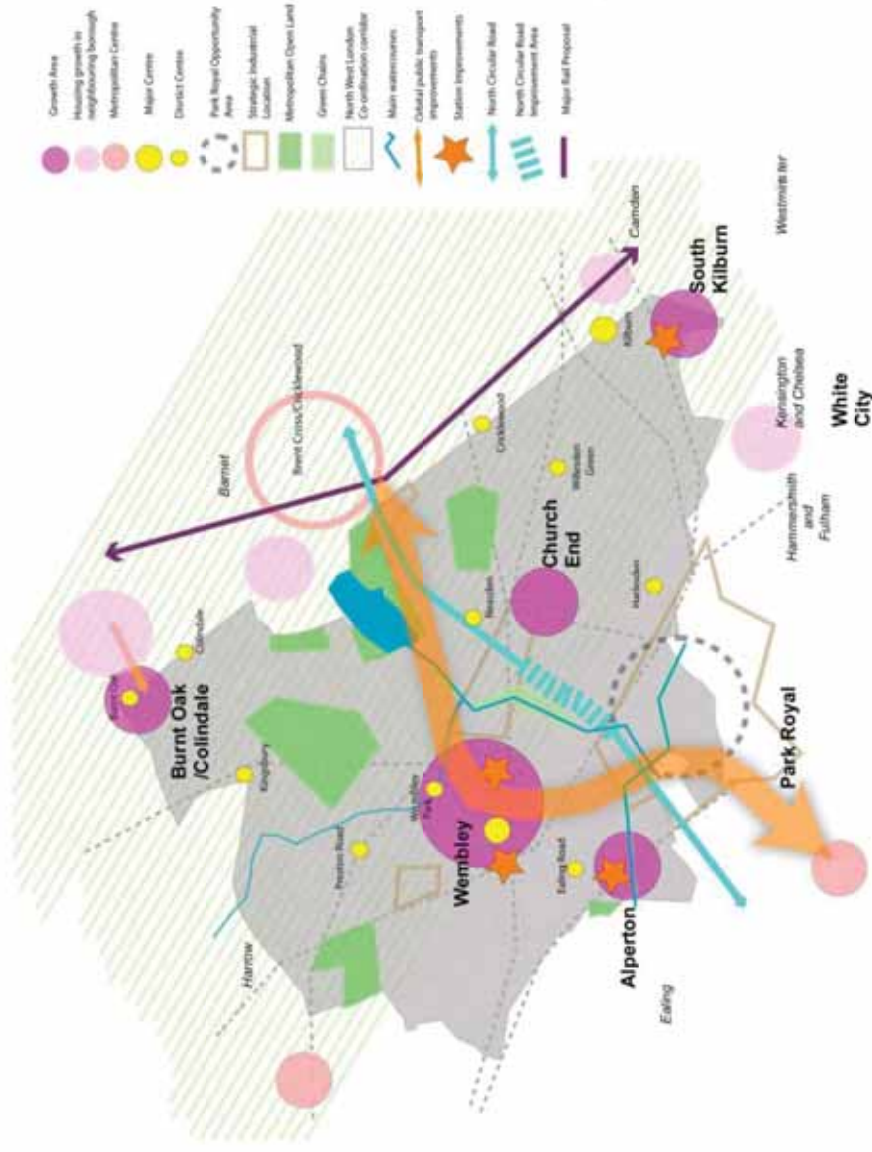 Growth Area
Housing growth in
neighbouring borough
Metropolitan Centre
Major Centre
District Centre
Park Royal Opportunity
Area
Strategic Industrial
Location
Metropolitan Open Land
Green Chains
North West London
Co-ordination corridor
Main watercourses
Orbital public transport
improvements
Station Improvements
North Circular Road
North Circular Road
Improvement Area
Major Rail Proposal
Barnet
Brent Cross/Cricklewood
Burnt Oak
Colindale
Burnt Oak
/Colindale
Kingsbury
Harrow
Preston Road
Wembley
Park
Wembley
Neasden
Church
End
Cricklewood
Willesden
Green
Kilburn
Camden
South
Kilburn
Westminster
Ealing Road
Alperton
Ealing
Harlesden
Park Royal
Hammersmith
and
Fulham
Kensington
and Chelsea
White
City